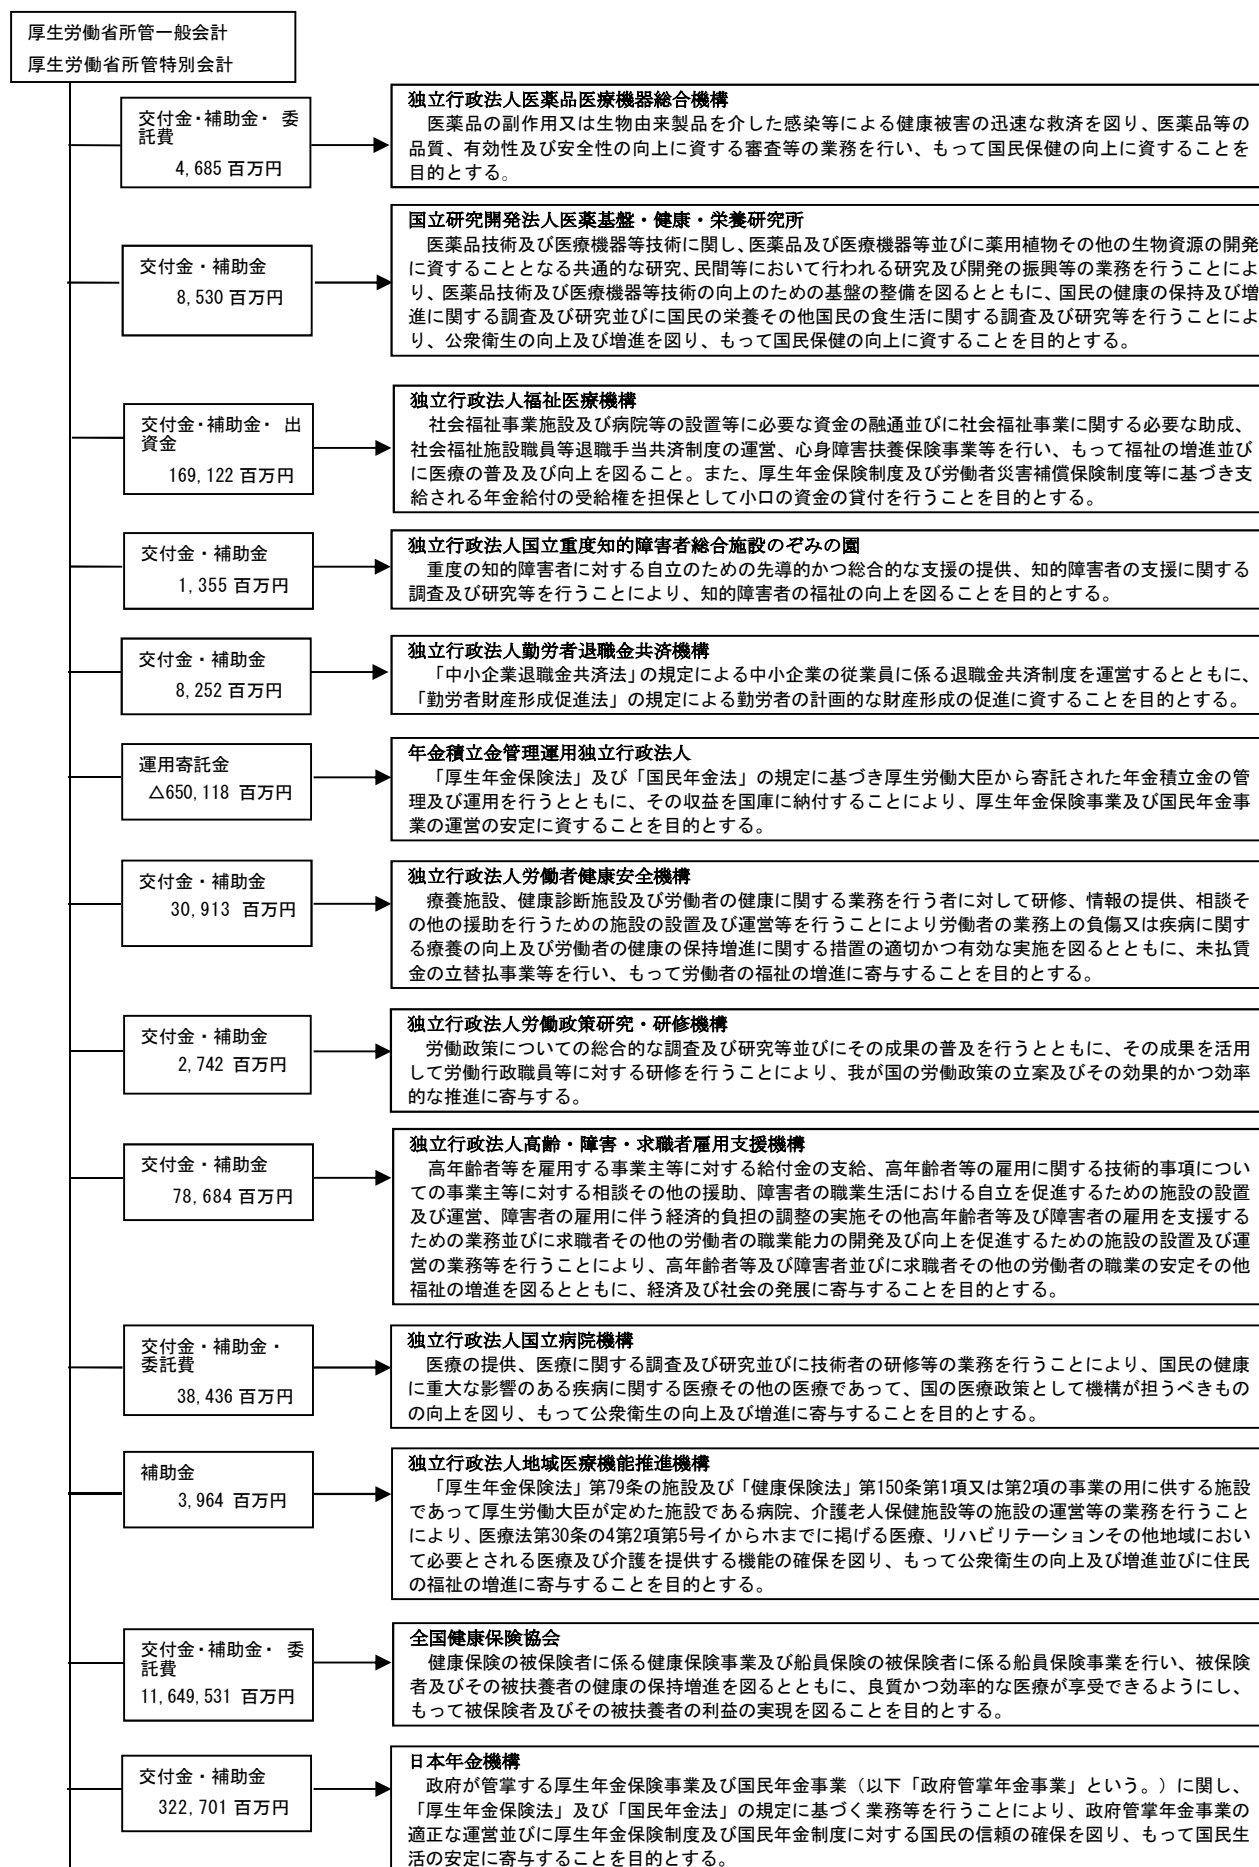 厚生労働省所管一般会計
厚生労働省所管特別会計
交付金・補助金・ 委
託費
4,685 百万円
独立行政法人医薬品医療機器総合機構
医薬品の副作用又は生物由来製品を介した感染等による健康被害の迅速な救済を図り、医薬品等の
品質、有効性及び安全性の向上に資する審査等の業務を行い、もって国民保健の向上に資することを
目的とする。
交付金・補助金
8,530 百万円
国立研究開発法人医薬基盤・健康・栄養研究所
医薬品技術及び医療機器等技術に関し、医薬品及び医療機器等並びに薬用植物その他の生物資源の開発
に資することとなる共通的な研究、民間等において行われる研究及び開発の振興等の業務を行うことによ
り、医薬品技術及び医療機器等技術の向上のための基盤の整備を図るとともに、国民の健康の保持及び増
進に関する調査及び研究並びに国民の栄養その他国民の食生活に関する調査及び研究等を行うことによ
り、公衆衛生の向上及び増進を図り、もって国民保健の向上に資することを目的とする。
交付金・補助金・ 出
資金
169,122 百万円
独立行政法人福祉医療機構
社会福祉事業施設及び病院等の設置等に必要な資金の融通並びに社会福祉事業に関する必要な助成、
社会福祉施設職員等退職手当共済制度の運営、心身障害扶養保険事業等を行い、もって福祉の増進並び
に医療の普及及び向上を図ること。また、厚生年金保険制度及び労働者災害補償保険制度等に基づき支
給される年金給付の受給権を担保として小口の資金の貸付を行うことを目的とする。
交付金・補助金
1,355 百万円
独立行政法人国立重度知的障害者総合施設のぞみの園
重度の知的障害者に対する自立のための先導的かつ総合的な支援の提供、知的障害者の支援に関する
調査及び研究等を行うことにより、知的障害者の福祉の向上を図ることを目的とする。
交付金・補助金
8,252 百万円
独立行政法人勤労者退職金共済機構
「中小企業退職金共済法」の規定による中小企業の従業員に係る退職金共済制度を運営するとともに、
「勤労者財産形成促進法」の規定による勤労者の計画的な財産形成の促進に資することを目的とする。
運用寄託金
△650,118 百万円
年金積立金管理運用独立行政法人
「厚生年金保険法」及び「国民年金法」の規定に基づき厚生労働大臣から寄託された年金積立金の管
理及び運用を行うとともに、その収益を国庫に納付することにより、厚生年金保険事業及び国民年金事
業の運営の安定に資することを目的とする。
交付金・補助金
30,913 百万円
独立行政法人労働者健康安全機構
療養施設、健康診断施設及び労働者の健康に関する業務を行う者に対して研修、情報の提供、相談そ
の他の援助を行うための施設の設置及び運営等を行うことにより労働者の業務上の負傷又は疾病に関す
る療養の向上及び労働者の健康の保持増進に関する措置の適切かつ有効な実施を図るとともに、未払賃
金の立替払事業等を行い、もって労働者の福祉の増進に寄与することを目的とする。
交付金・補助金
2,742 百万円
独立行政法人労働政策研究・研修機構
労働政策についての総合的な調査及び研究等並びにその成果の普及を行うとともに、その成果を活用
して労働行政職員等に対する研修を行うことにより、我が国の労働政策の立案及びその効果的かつ効率
的な推進に寄与する。
交付金・補助金
78,684 百万円
独立行政法人高齢・障害・求職者雇用支援機構
高年齢者等を雇用する事業主等に対する給付金の支給、高年齢者等の雇用に関する技術的事項につい
ての事業主等に対する相談その他の援助、障害者の職業生活における自立を促進するための施設の設置
及び運営、障害者の雇用に伴う経済的負担の調整の実施その他高年齢者等及び障害者の雇用を支援する
ための業務並びに求職者その他の労働者の職業能力の開発及び向上を促進するための施設の設置及び運
営の業務等を行うことにより、高年齢者等及び障害者並びに求職者その他の労働者の職業の安定その他
福祉の増進を図るとともに、経済及び社会の発展に寄与することを目的とする。
交付金・補助金・
委託費
38,436 百万円
独立行政法人国立病院機構
医療の提供、医療に関する調査及び研究並びに技術者の研修等の業務を行うことにより、国民の健康
に重大な影響のある疾病に関する医療その他の医療であって、国の医療政策として機構が担うべきもの
の向上を図り、もって公衆衛生の向上及び増進に寄与することを目的とする。
補助金
3,964 百万円
独立行政法人地域医療機能推進機構
「厚生年金保険法」第79条の施設及び「健康保険法」第150条第1項又は第2項の事業の用に供する施設
であって厚生労働大臣が定めた施設である病院、介護老人保健施設等の施設の運営等の業務を行うこと
により、医療法第30条の4第2項第5号イからホまでに掲げる医療、リハビリテーションその他地域におい
て必要とされる医療及び介護を提供する機能の確保を図り、もって公衆衛生の向上及び増進並びに住民
の福祉の増進に寄与することを目的とする。
交付金・補助金・ 委
託費
11,649,531 百万円
全国健康保険協会
健康保険の被保険者に係る健康保険事業及び船員保険の被保険者に係る船員保険事業を行い、被保険
者及びその被扶養者の健康の保持増進を図るとともに、良質かつ効率的な医療が享受できるようにし、
もって被保険者及びその被扶養者の利益の実現を図ることを目的とする。
交付金・補助金
322,701 百万円
日本年金機構
政府が管掌する厚生年金保険事業及び国民年金事業（以下「政府管掌年金事業」という。）に関し、
「厚生年金保険法」及び「国民年金法」の規定に基づく業務等を行うことにより、政府管掌年金事業の
適正な運営並びに厚生年金保険制度及び国民年金制度に対する国民の信頼の確保を図り、もって国民生
活の安定に寄与することを目的とする。